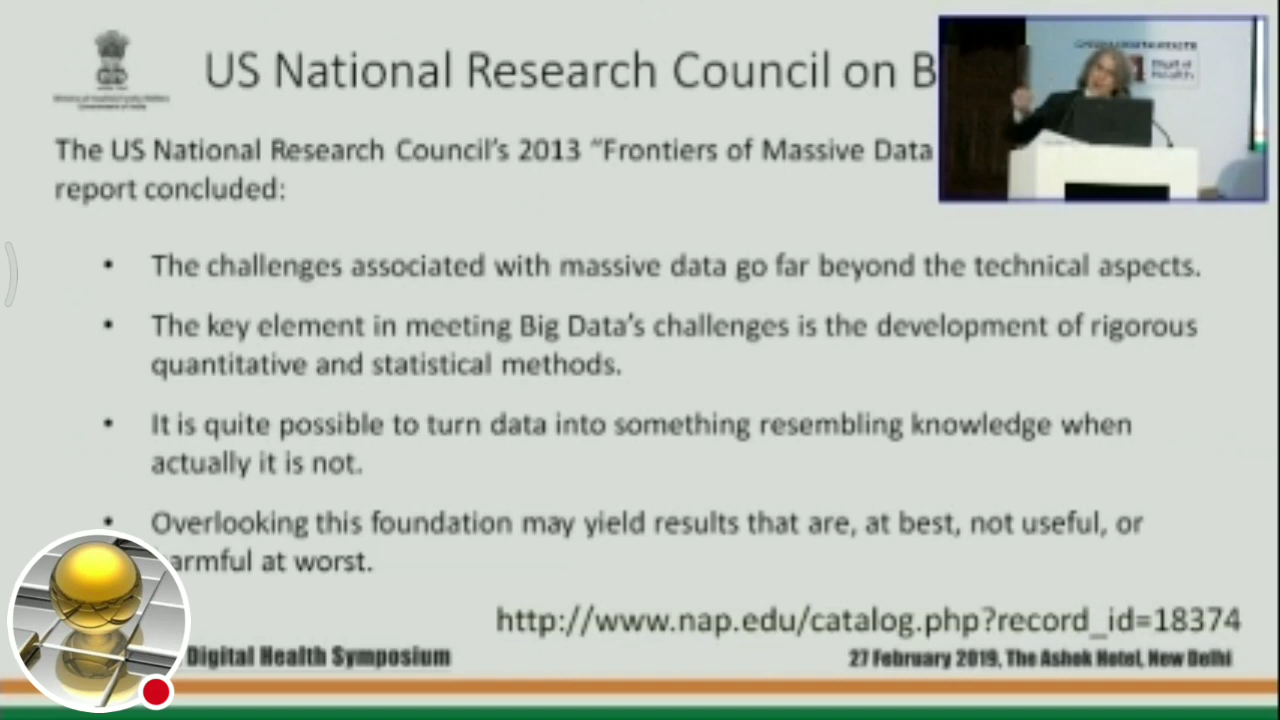 US National Research Council on B
The US National Research Council's 2013 “Frontiers of Massive Data
report concluded:
• The challenges associated with massive data go far beyond the technical aspects.
• The key element in meeting Big Data's challenges is the development of rigorous
quantitative and statistical methods.
• It is quite possible to turn data into something resembling knowledge when
actually it is not.
• Overlooking this foundation may yield results that are, at best, not useful, or
armful at worst.
http://www.nap.edu/catalog.php?record_id=18374
Digital Health Symposium
27 February 2019, The Ashok Hotel, New Delhi